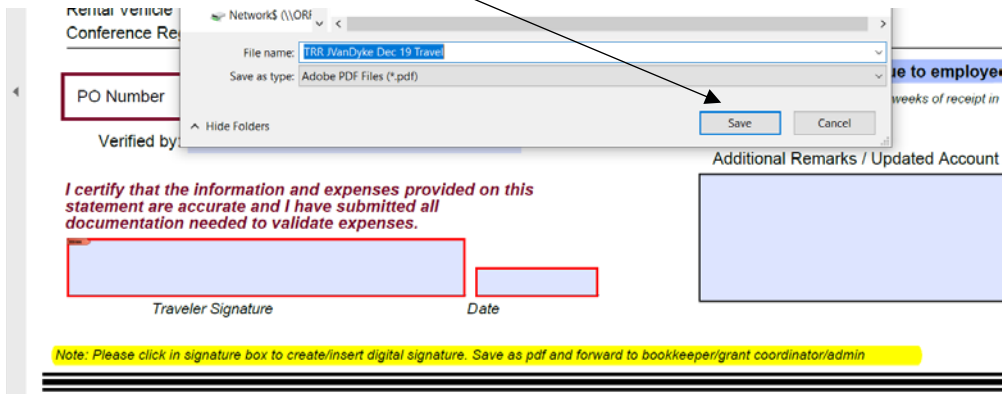 Rental Vehicle
Conference Re
Network$ (\\ORF
File name: TRR JVanDyke Dec 19 Travel
Save as type: Adobe PDF Files (*.pdf)
Hide Folders
Save
Cancel
ue to employe
weeks of receipt in
PO Number
Verified by:
Additional Remarks / Updated Account
I certify that the information and expenses provided on this
statement are accurate and I have submitted all
documentation needed to validate expenses.
Traveler Signature
Date
Note: Please click in signature box to create/insert digital signature. Save as pdf and forward to bookkeeper/grant coordinator/admin